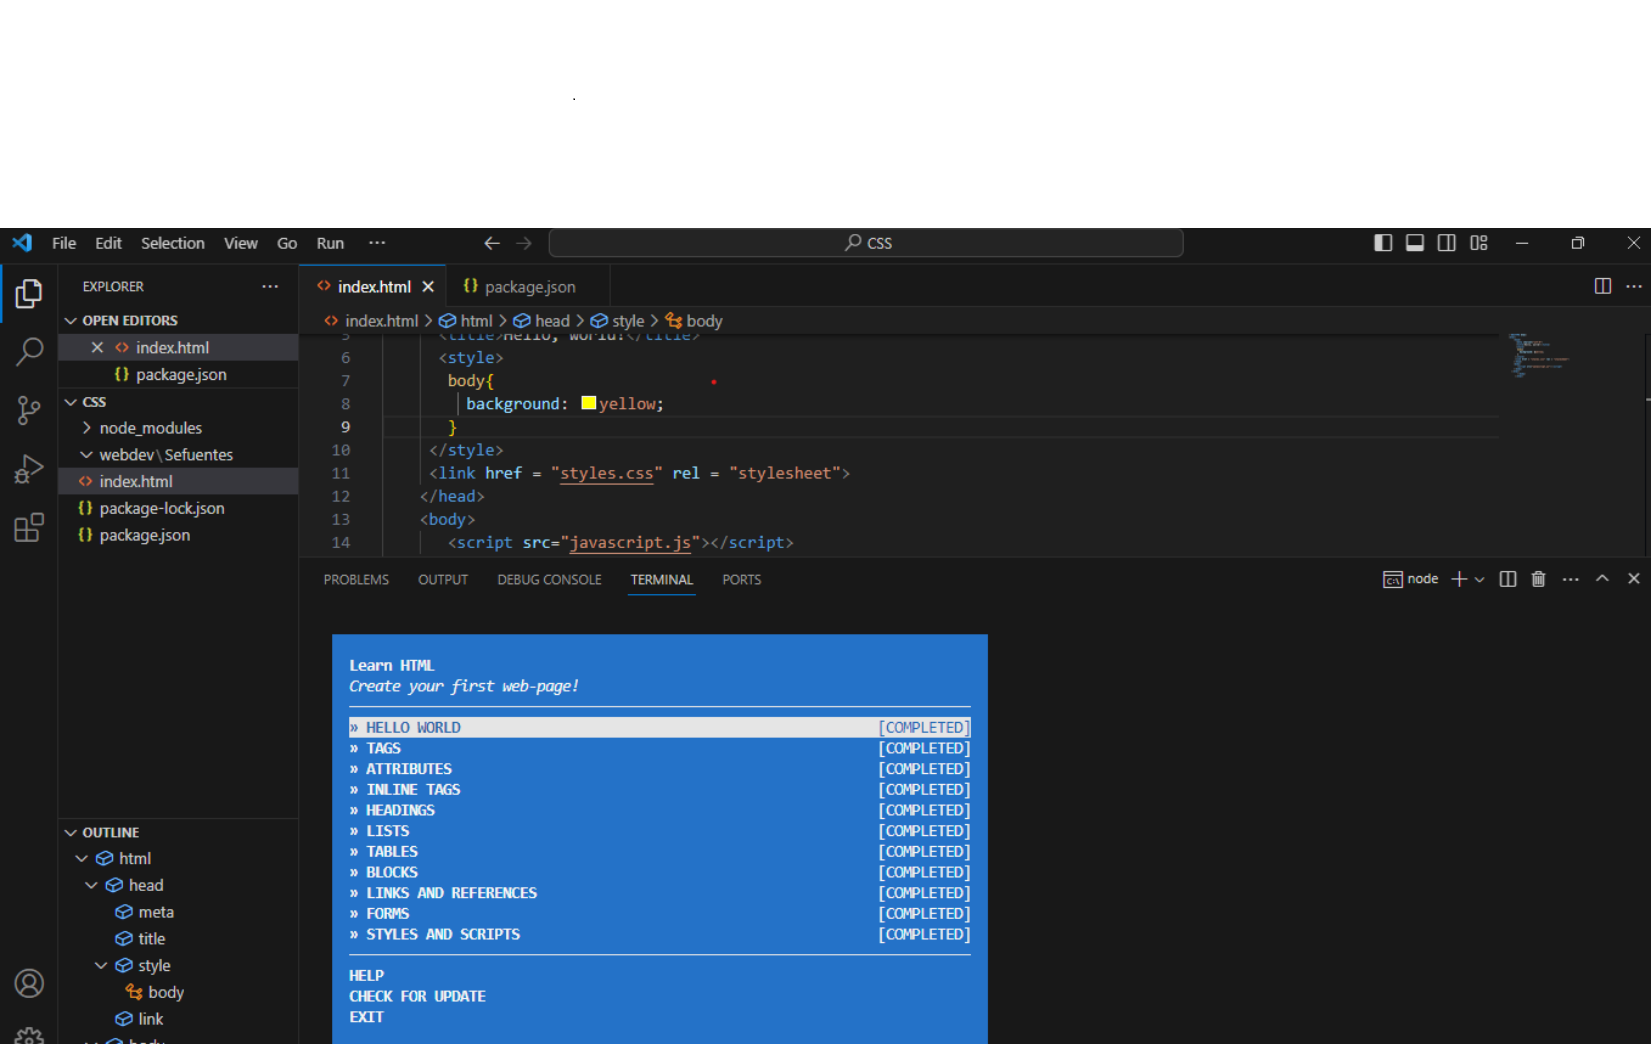 File Edit Selection View Go Run ··· CSS
EXPLORER ···
OPEN EDITORS
index.html
package.json
CSS
node_modules
webdev\Sefuentes
index.html
package-lock.json
package.json
OUTLINE
html
head
meta
title
style
body
link
body
index.html package.json
index.html > html > head > style > body
5 <title>Hello, World!</title>
6 <style>
7 body{
8 background: yellow;
9 }
10 </style>
11 <link href = "styles.css" rel = "stylesheet">
12 </head>
13 <body>
14 <script src="javascript.js"></script>
PROBLEMS OUTPUT DEBUG CONSOLE TERMINAL PORTS node
Learn HTML
Create your first web-page!
» HELLO WORLD [COMPLETED]
» TAGS [COMPLETED]
» ATTRIBUTES [COMPLETED]
» INLINE TAGS [COMPLETED]
» HEADINGS [COMPLETED]
» LISTS [COMPLETED]
» TABLES [COMPLETED]
» BLOCKS [COMPLETED]
» LINKS AND REFERENCES [COMPLETED]
» FORMS [COMPLETED]
» STYLES AND SCRIPTS [COMPLETED]
HELP
CHECK FOR UPDATE
EXIT